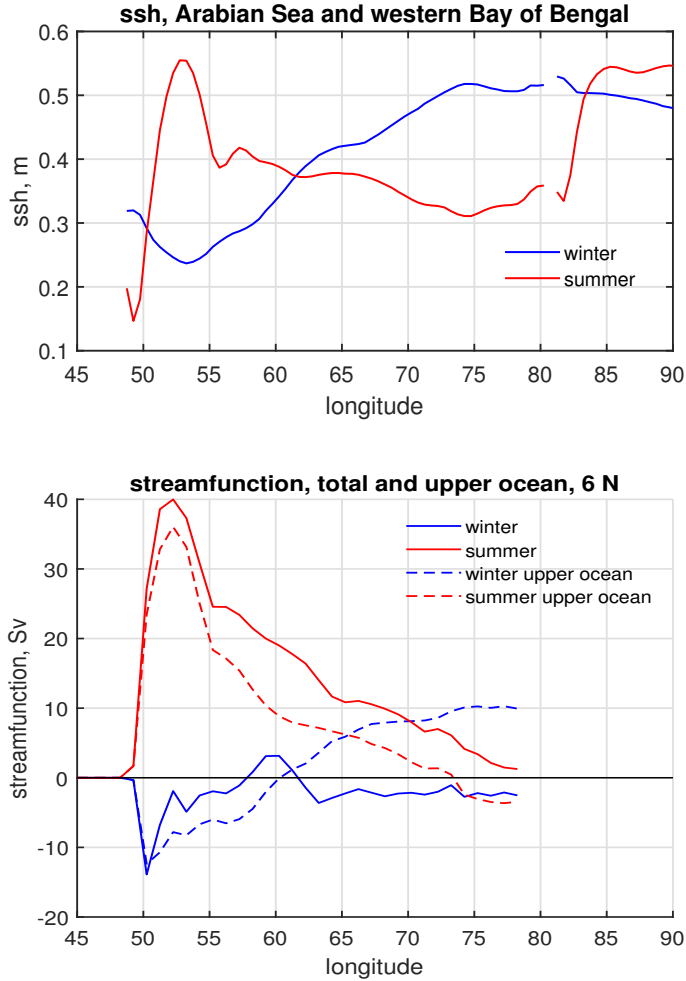 ssh, Arabian Sea and western Bay of Bengal
0.6
0.5
0.4
0.3
0.2
0.1
ssh, m
winter
summer
45 50 55 60 65 70 75 80 85 90
longitude
streamfunction, total and upper ocean, 6 N
40
30
20
10
0
-10
-20
streamfunction, Sv
winter
summer
winter upper ocean
summer upper ocean
45 50 55 60 65 70 75 80 85 90
longitude